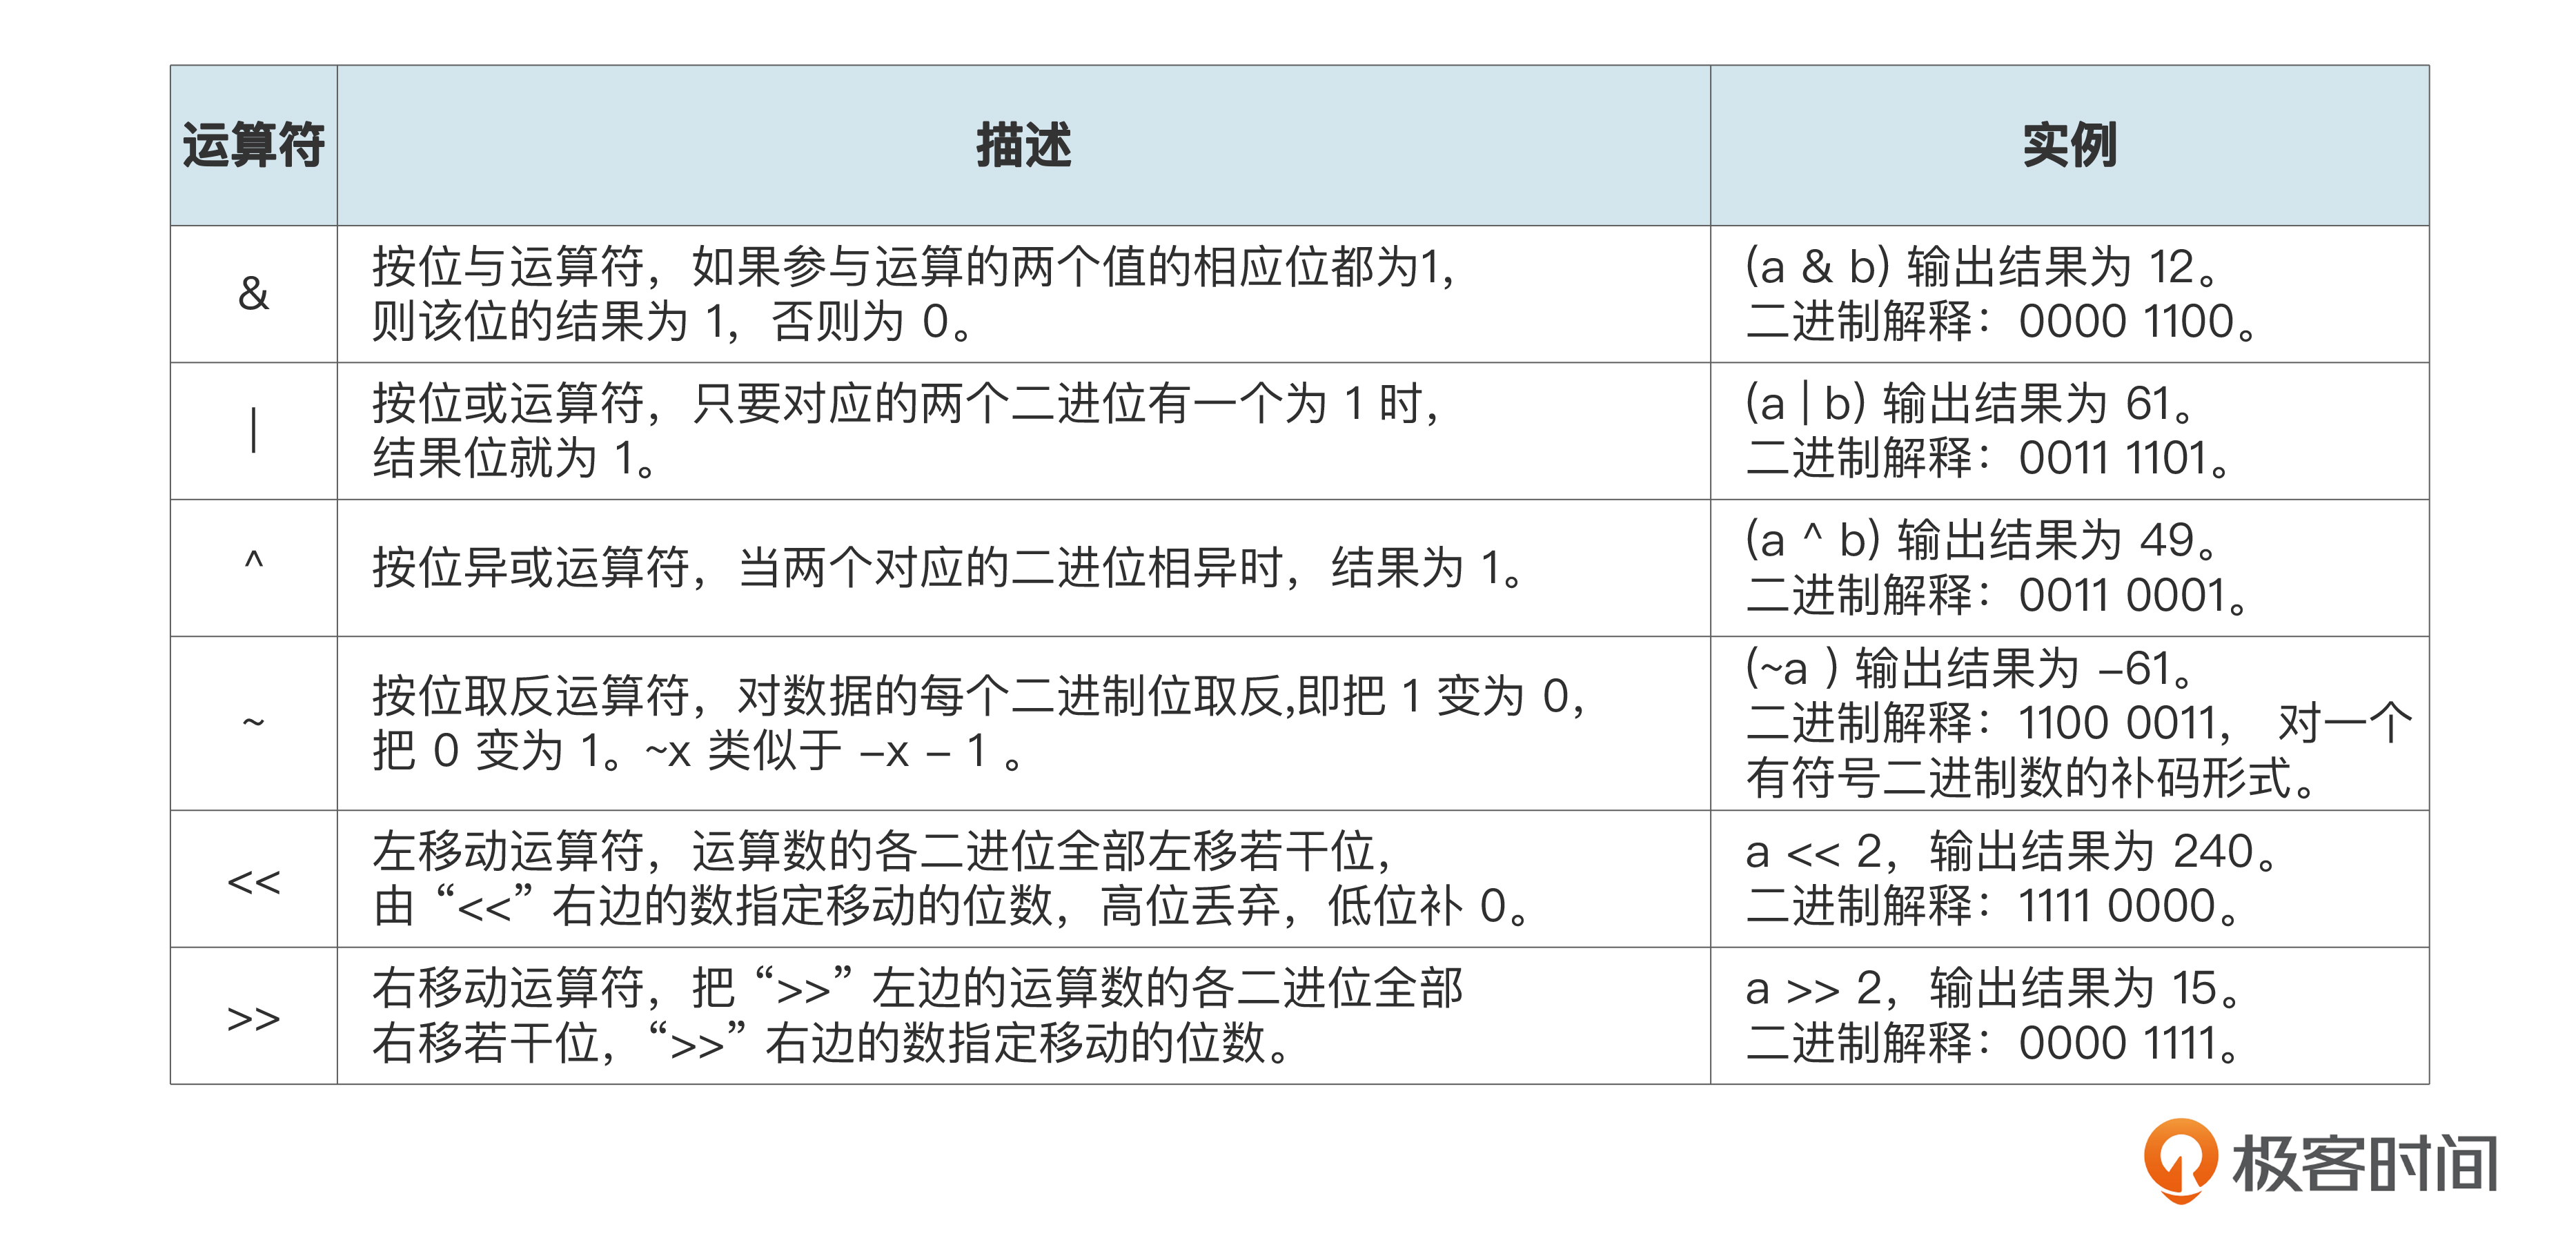 运算符
描述
实例
&
按位与运算符，如果参与运算的两个值的相应位都为1，
则该位的结果为 1，否则为 0。
(a & b) 输出结果为 12。
二进制解释：0000 1100。
|
按位或运算符，只要对应的两个二进位有一个为 1 时，
结果位就为 1。
(a | b) 输出结果为 61。
二进制解释：0011 1101。
^
按位异或运算符，当两个对应的二进位相异时，结果为 1。
(a ^ b) 输出结果为 49。
二进制解释：0011 0001。
~
按位取反运算符，对数据的每个二进制位取反,即把 1 变为 0，
把 0 变为 1。~x 类似于 –x – 1 。
(~a ) 输出结果为 –61。
二进制解释：1100 0011， 对一个
有符号二进制数的补码形式。
<<
左移动运算符，运算数的各二进位全部左移若干位，
由“<<”右边的数指定移动的位数，高位丢弃，低位补 0。
a << 2，输出结果为 240。
二进制解释：1111 0000。
>>
右移动运算符，把“>>”左边的运算数的各二进位全部
右移若干位，“>>”右边的数指定移动的位数。
a >> 2，输出结果为 15。
二进制解释：0000 1111。
极客时间